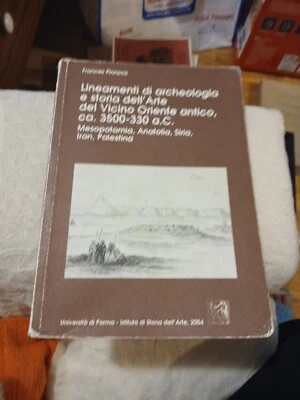 Frances Pinnock
Lineamenti di archeologia
e storia dell'Arte
del Vicino Oriente antico,
ca. 3500-330 a.C.
Mesopotamia, Anatolia, Siria,
Iran, Palestina
Università di Parma - Istituto di Storia dell'Arte, 2004